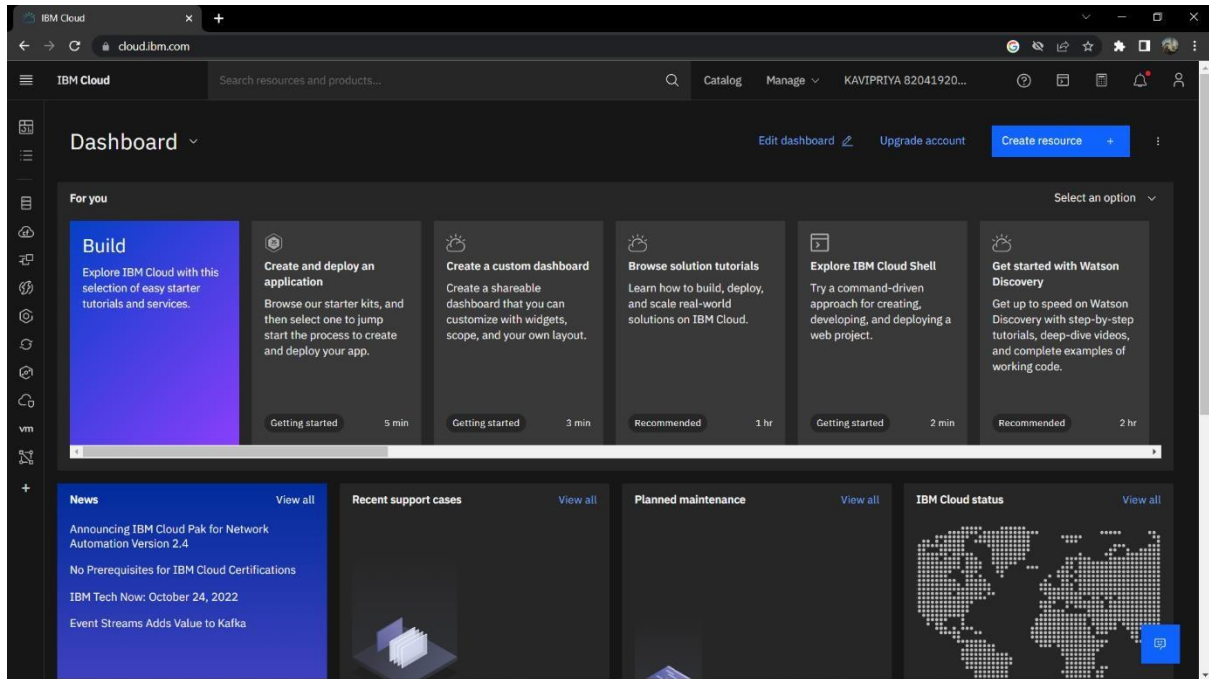 IBM Cloud
cloud.ibm.com
IBM Cloud
Search resources and products...
Catalog
Manage
KAVIPRIYA 82041920...
Dashboard
Edit dashboard
Upgrade account
Create resource +
For you
Select an option
Build
Explore IBM Cloud with this
selection of easy starter
tutorials and services.
Create and deploy an
application
Browse our starter kits, and
then select one to jump
start the process to create
and deploy your app.
Getting started
5 min
Create a custom dashboard
Create a shareable
dashboard that you can
customize with widgets,
scope, and your own layout.
Getting started
3 min
Browse solution tutorials
Learn how to build, deploy,
and scale real-world
solutions on IBM Cloud.
Recommended
1 hr
Explore IBM Cloud Shell
Try a command-driven
approach for creating,
developing, and deploying a
web project.
Getting started
2 min
Get started with Watson
Discovery
Get up to speed on Watson
Discovery with step-by-step
tutorials, deep-dive videos,
and complete examples of
working code.
Recommended
2 hr
vm
News
View all
Announcing IBM Cloud Pak for Network
Automation Version 2.4
No Prerequisites for IBM Cloud Certifications
IBM Tech Now: October 24, 2022
Event Streams Adds Value to Kafka
Recent support cases
View all
Planned maintenance
View all
IBM Cloud status
View all